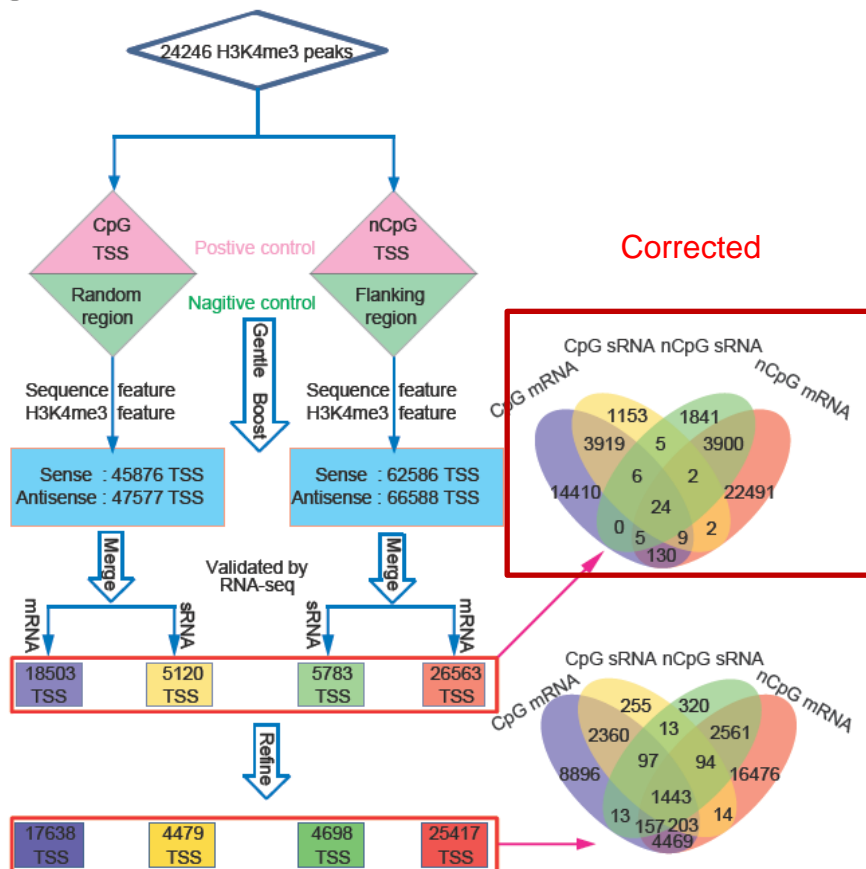 24246 H3K4me3 peaks
CpG
TSS
Random
region
Postive control
Nagitive control
nCpG
TSS
Flanking
region
Gentle Boost
Sequence feature
H3K4me3 feature
Sequence feature
H3K4me3 feature
Sense : 45876 TSS
Antisense : 47577 TSS
Sense : 62586 TSS
Antisense : 66588 TSS
Merge
Validated by
RNA-seq
Merge
mRNA
sRNA
sRNA
mRNA
18503
TSS
5120
TSS
5783
TSS
26563
TSS
Refine
17638
TSS
4479
TSS
4698
TSS
25417
TSS
Corrected
CpG sRNA nCpG sRNA
CpG mRNA
nCpG mRNA
1153
1841
3919
5
3900
14410
6
2
22491
24
0
5
9
2
130
CpG sRNA nCpG sRNA
CpG mRNA
nCpG mRNA
255
320
2360
13
2561
8896
97
94
16476
1443
13
157
203
14
4469